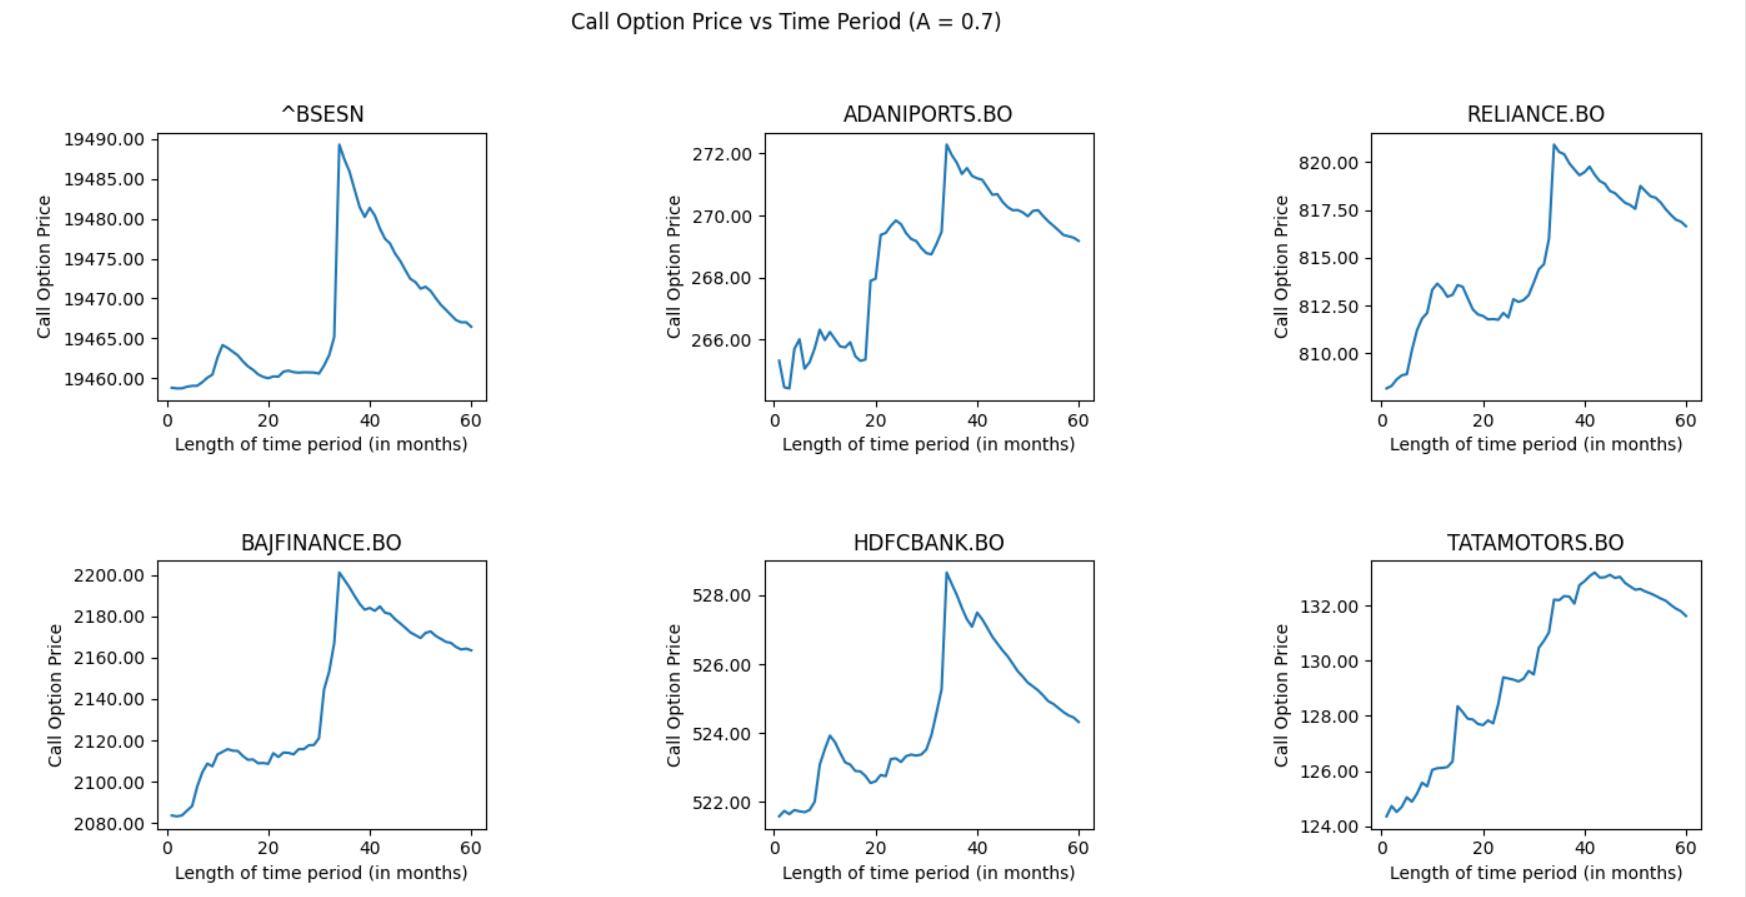 Call Option Price vs Time Period (A = 0.7)
^BSESN
19490.00
19485.00
19480.00
19475.00
19470.00
19465.00
19460.00
Call Option Price
0 20 40 60
Length of time period (in months)
ADANIPORTS.BO
272.00
270.00
268.00
266.00
Call Option Price
0 20 40 60
Length of time period (in months)
RELIANCE.BO
820.00
817.50
815.00
812.50
810.00
Call Option Price
0 20 40 60
Length of time period (in months)
BAJFINANCE.BO
2200.00
2180.00
2160.00
2140.00
2120.00
2100.00
2080.00
Call Option Price
0 20 40 60
Length of time period (in months)
HDFCBANK.BO
528.00
526.00
524.00
522.00
Call Option Price
0 20 40 60
Length of time period (in months)
TATAMOTORS.BO
132.00
130.00
128.00
126.00
124.00
Call Option Price
0 20 40 60
Length of time period (in months)